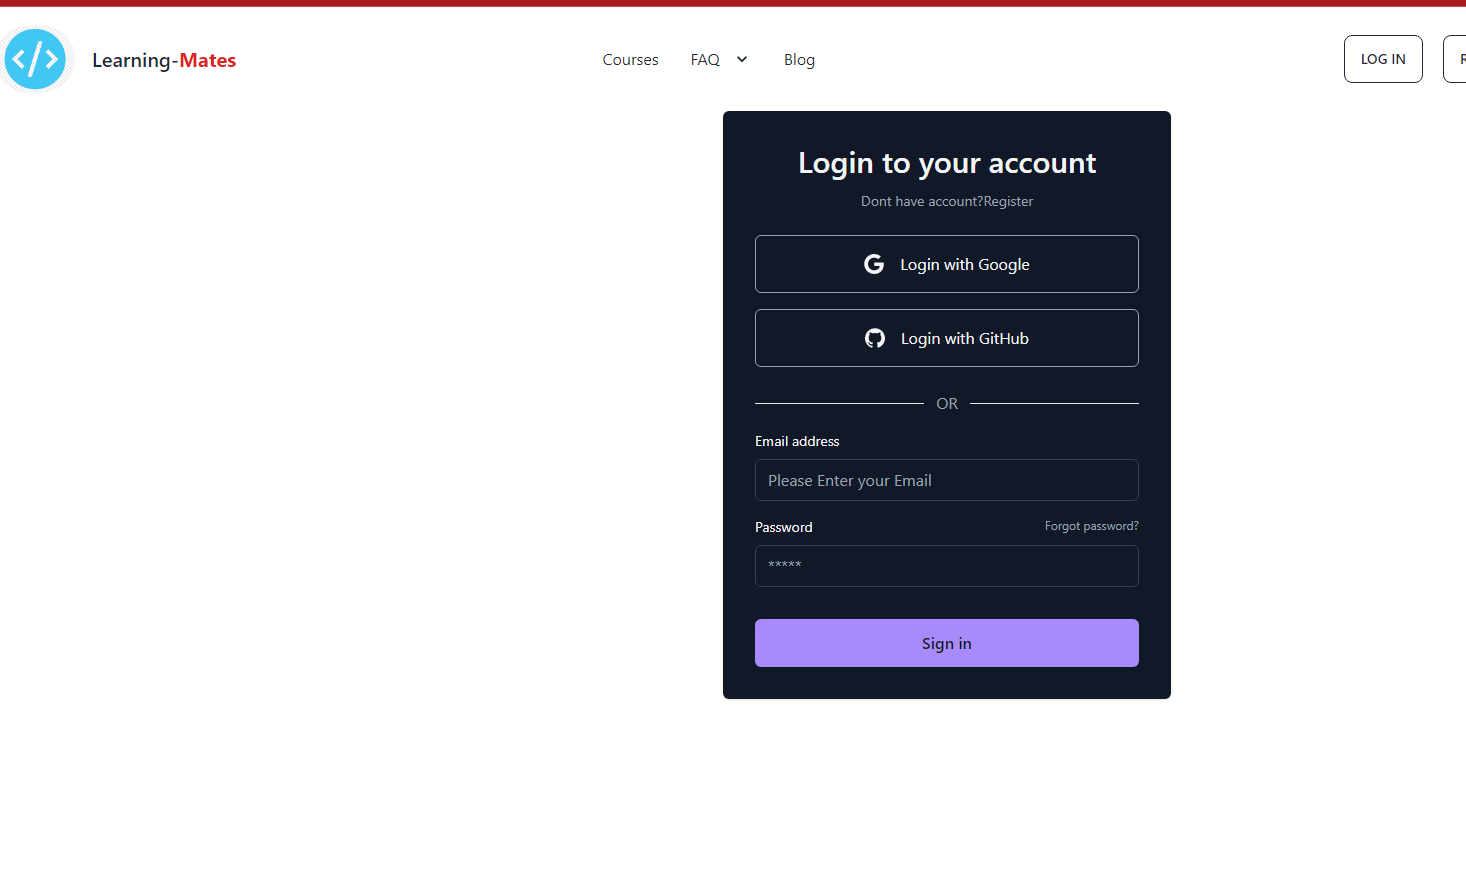 </> Learning-Mates Courses FAQ Blog LOG IN R
Login to your account
Dont have account?Register
Login with Google
Login with GitHub
OR
Email address
Please Enter your Email
Password Forgot password?
*****
Sign in